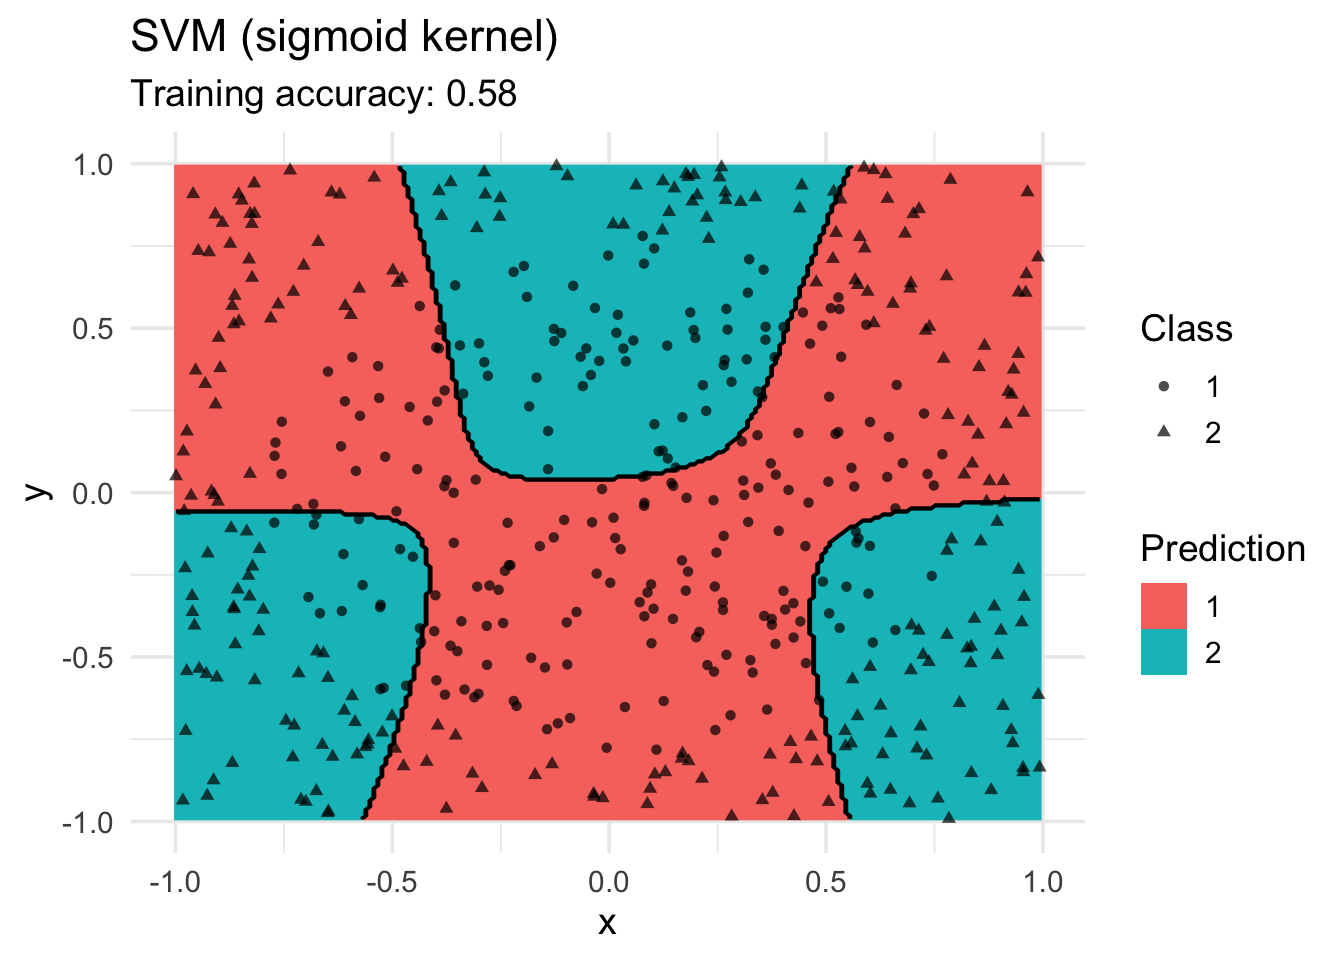 SVM (sigmoid kernel)
Training accuracy: 0.58
1.0
0.5
0.0
-0.5
-1.0
y
-1.0 -0.5 0.0 0.5 1.0
x
Class
1
2
Prediction
1
2